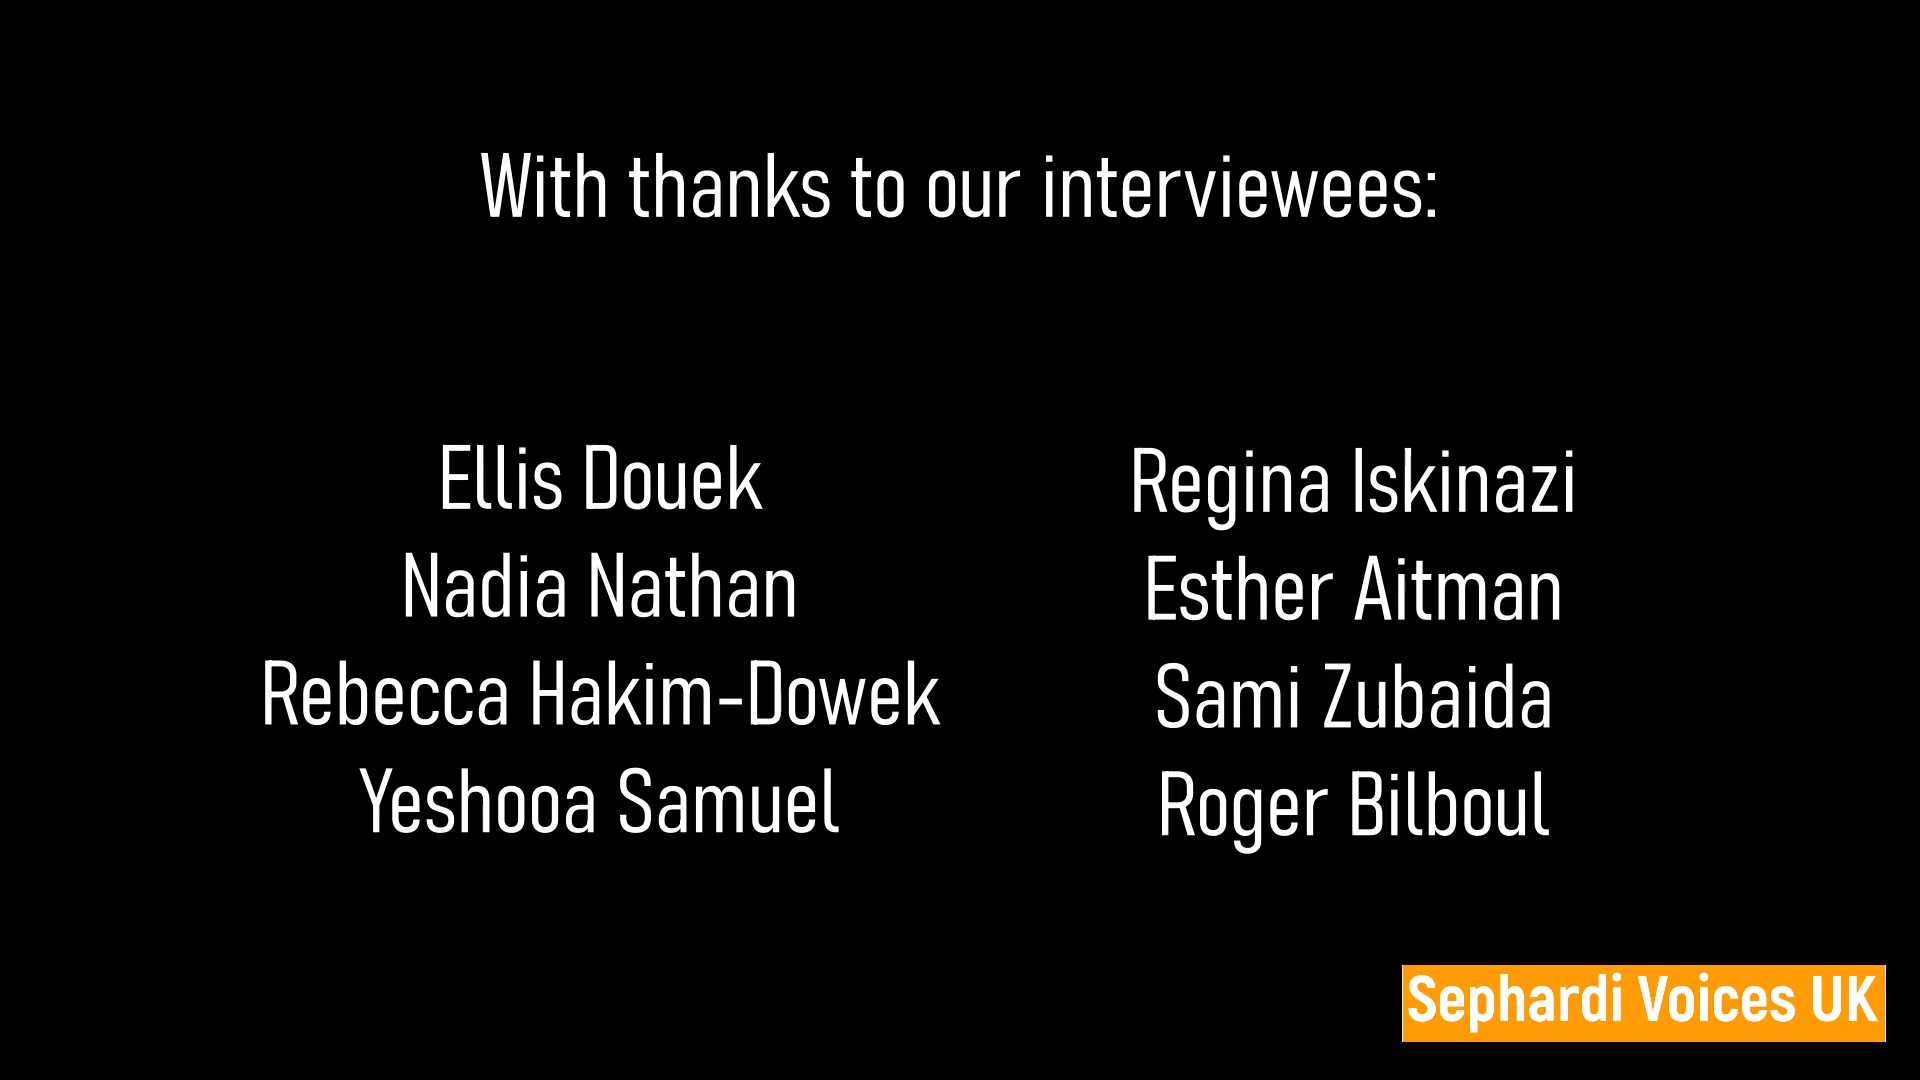 With thanks to our interviewees:
Ellis Douek
Nadia Nathan
Rebecca Hakim-Dowek
Yeshooa Samuel
Regina Iskinazi
Esther Aitman
Sami Zubaida
Roger Bilboul
Sephardi Voices UK